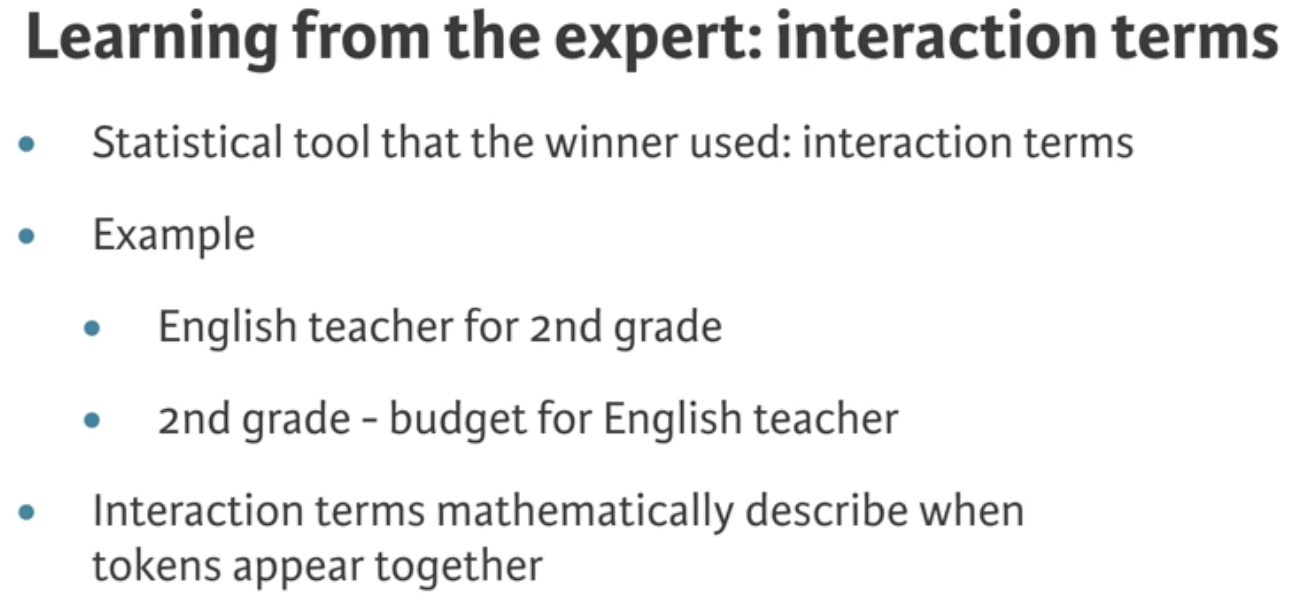 Learning from the expert: interaction terms
• Statistical tool that the winner used: interaction terms
• Example
• English teacher for 2nd grade
• 2nd grade - budget for English teacher
• Interaction terms mathematically describe when
tokens appear together